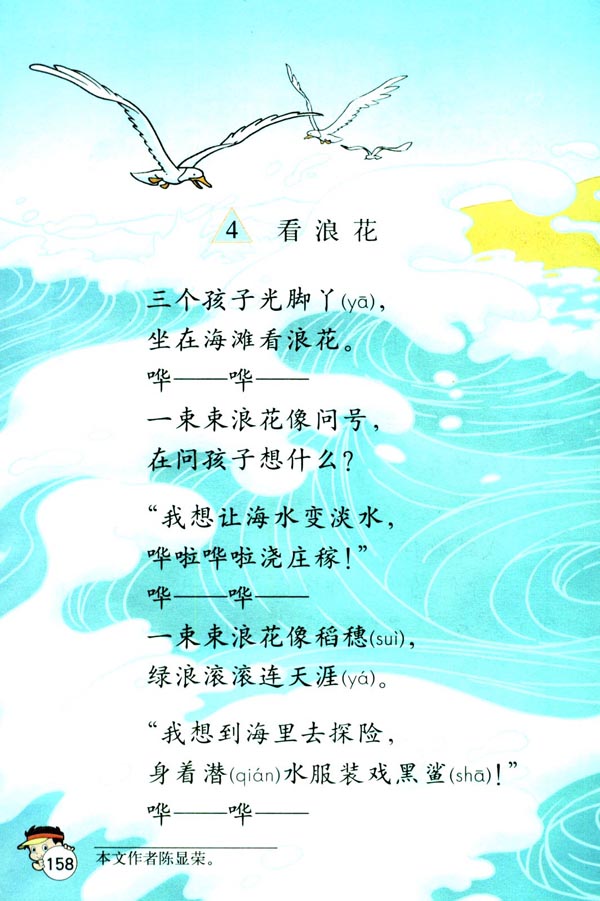 4 看浪花
三个孩子光脚丫(yā),
坐在海滩看浪花。
哗——哗——
一束束浪花像问号,
在问孩子想什么?
“我想让海水变淡水,
哗啦哗啦浇庄稼!”
哗——哗——
一束束浪花像稻穗(suì),
绿浪滚滚连天涯(yá)。
“我想到海里去探险,
身着潜(qián)水服装戏黑鲨(shā)!”
哗——哗——
本文作者陈显荣。
158